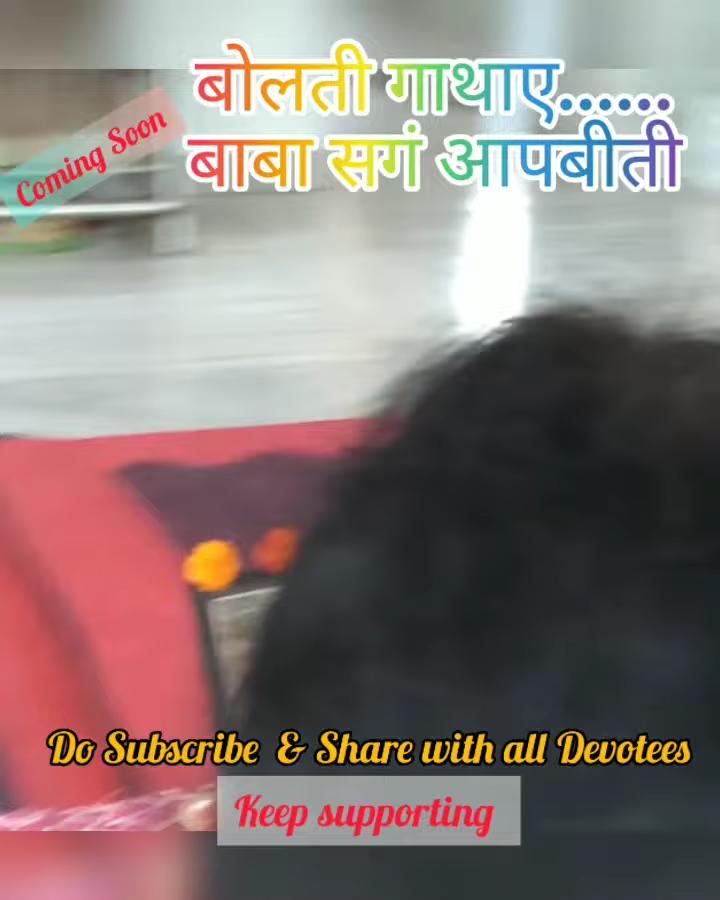 बोलती गाथाए......
Coming Soon
बाबा सगं आपबीती
Do Subscribe & Share with all Devotees
Keep supporting